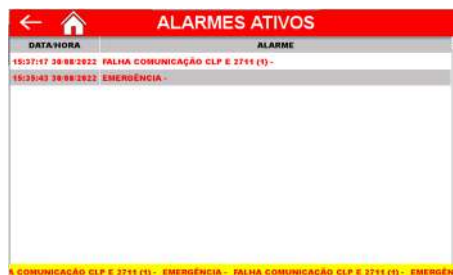 ALARMES ATIVOS
DATA/HORA ALARME
15:37:17 30/08/2022 FALHA COMUNICAÇÃO CLP E 2711 (1) -
15:35:43 30/08/2022 EMERGÊNCIA -
A COMUNICAÇÃO CLP E 2711 (1) - EMERGÊNCIA - FALHA COMUNICAÇÃO CLP E 2711 (1) - EMERGÊN